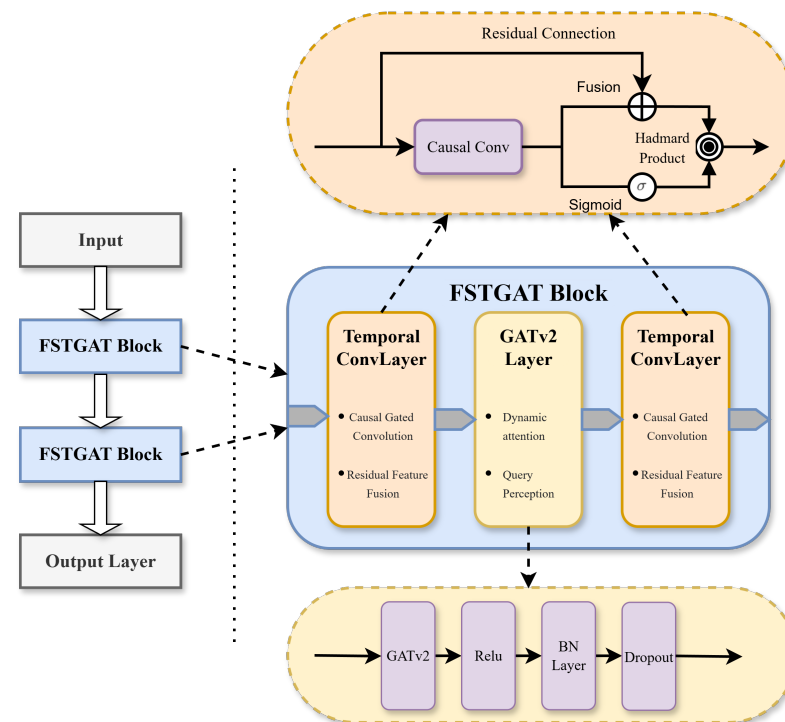 Residual Connection
Fusion
Causal Conv
Hadmard
Product
σ
Sigmoid
Input
FSTGAT Block
FSTGAT Block
Output Layer
FSTGAT Block
Temporal
ConvLayer
• Causal Gated
Convolution
• Residual Feature
Fusion
GATv2
Layer
• Dynamic
attention
• Query
Perception
Temporal
ConvLayer
• Causal Gated
Convolution
• Residual Feature
Fusion
GATv2
Relu
BN
Layer
Dropout